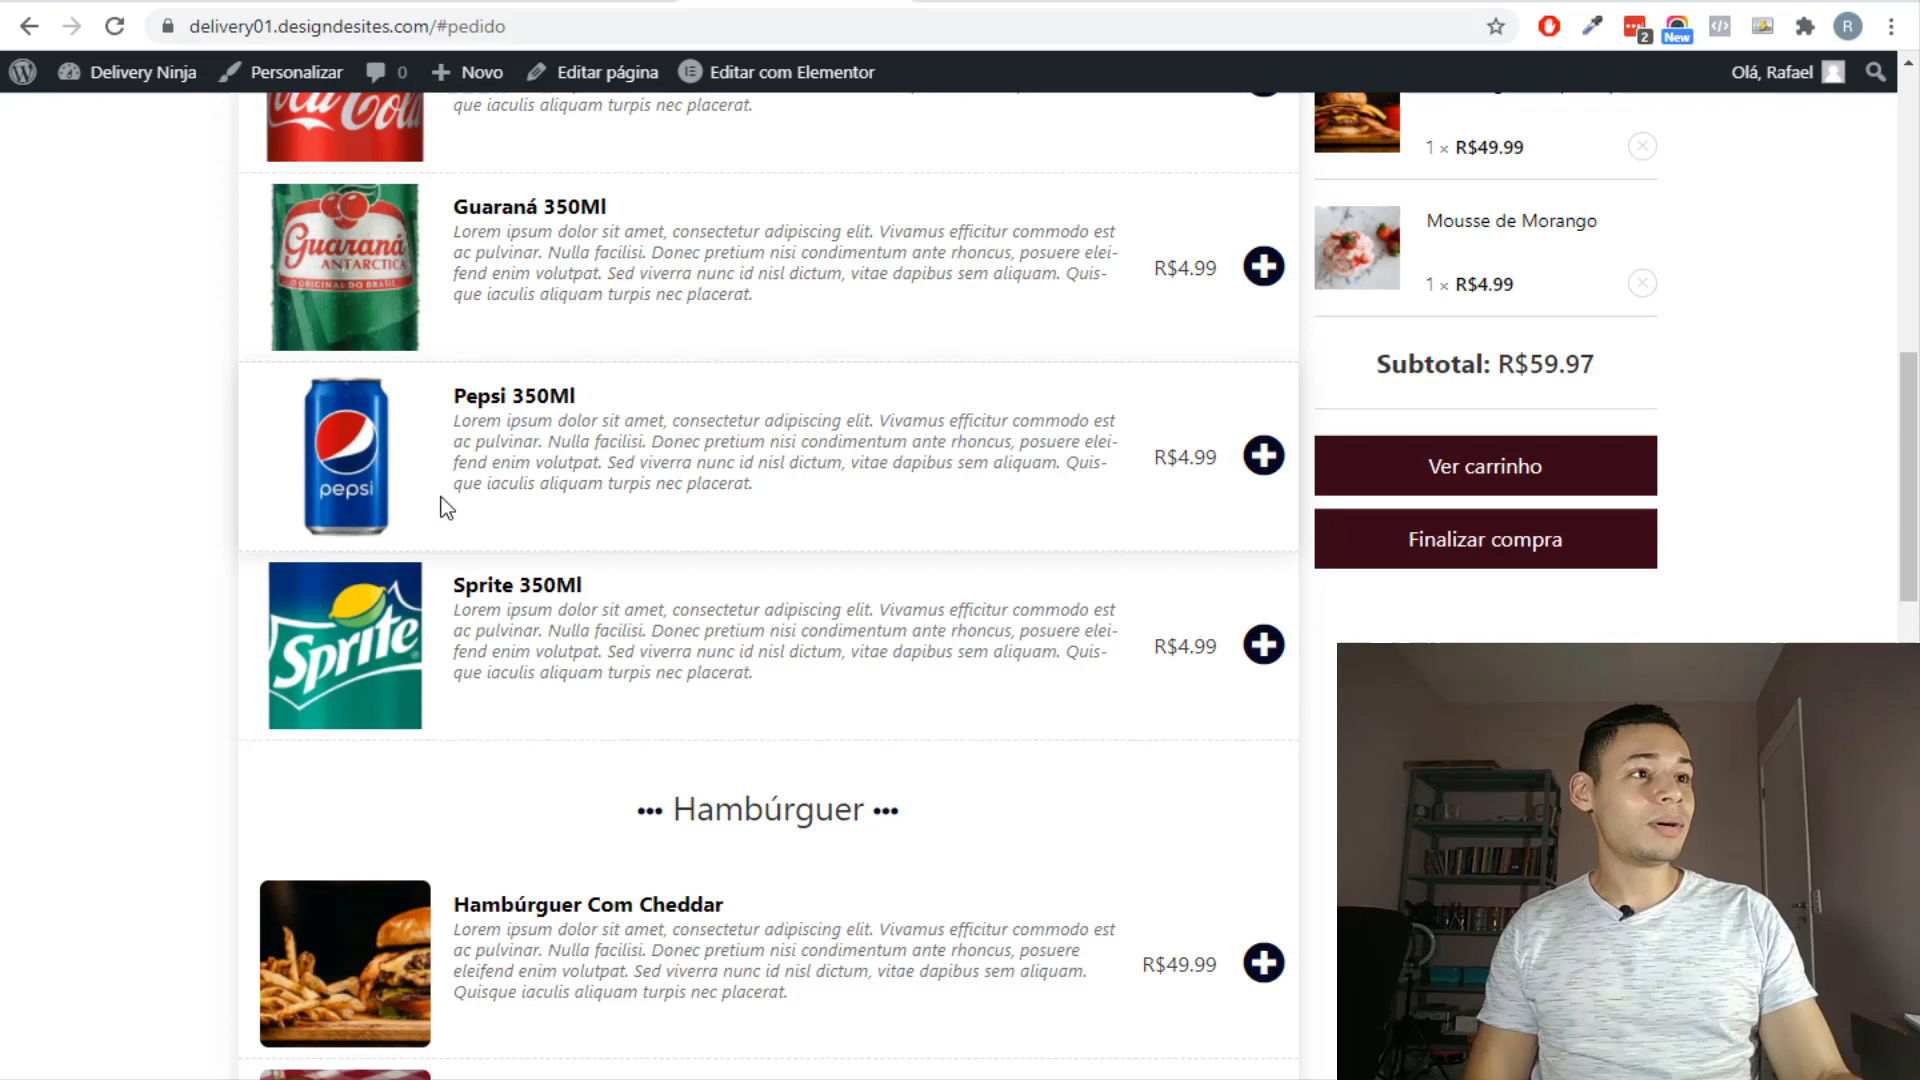 delivery01.designdesites.com/#pedido
2
New
R
Delivery Ninja
Personalizar
0
Novo
Editar página
Editar com Elementor
Olá, Rafael
Coca Cola
que iaculis aliquam turpis nec placerat.
1 × R$49.99
Guaraná
ANTARCTICA
O ORIGINAL DO BRASIL
Guaraná 350Ml
Lorem ipsum dolor sit amet, consectetur adipiscing elit. Vivamus efficitur commodo est
ac pulvinar. Nulla facilisi. Donec pretium nisi condimentum ante rhoncus, posuere elei-
fend enim volutpat. Sed viverra nunc id nisl dictum, vitae dapibus sem aliquam. Quis-
que iaculis aliquam turpis nec placerat.
R$4.99
Mousse de Morango
1 × R$4.99
Subtotal: R$59.97
Ver carrinho
Finalizar compra
pepsi
Pepsi 350Ml
Lorem ipsum dolor sit amet, consectetur adipiscing elit. Vivamus efficitur commodo est
ac pulvinar. Nulla facilisi. Donec pretium nisi condimentum ante rhoncus, posuere elei-
fend enim volutpat. Sed viverra nunc id nisl dictum, vitae dapibus sem aliquam. Quis-
que iaculis aliquam turpis nec placerat.
R$4.99
Sprite
Sprite 350Ml
Lorem ipsum dolor sit amet, consectetur adipiscing elit. Vivamus efficitur commodo est
ac pulvinar. Nulla facilisi. Donec pretium nisi condimentum ante rhoncus, posuere elei-
fend enim volutpat. Sed viverra nunc id nisl dictum, vitae dapibus sem aliquam. Quis-
que iaculis aliquam turpis nec placerat.
R$4.99
••• Hambúrguer •••
Hambúrguer Com Cheddar
Lorem ipsum dolor sit amet, consectetur adipiscing elit. Vivamus efficitur commodo est
ac pulvinar. Nulla facilisi. Donec pretium nisi condimentum ante rhoncus, posuere
eleifend enim volutpat. Sed viverra nunc id nisl dictum, vitae dapibus sem aliquam.
Quisque iaculis aliquam turpis nec placerat.
R$49.99